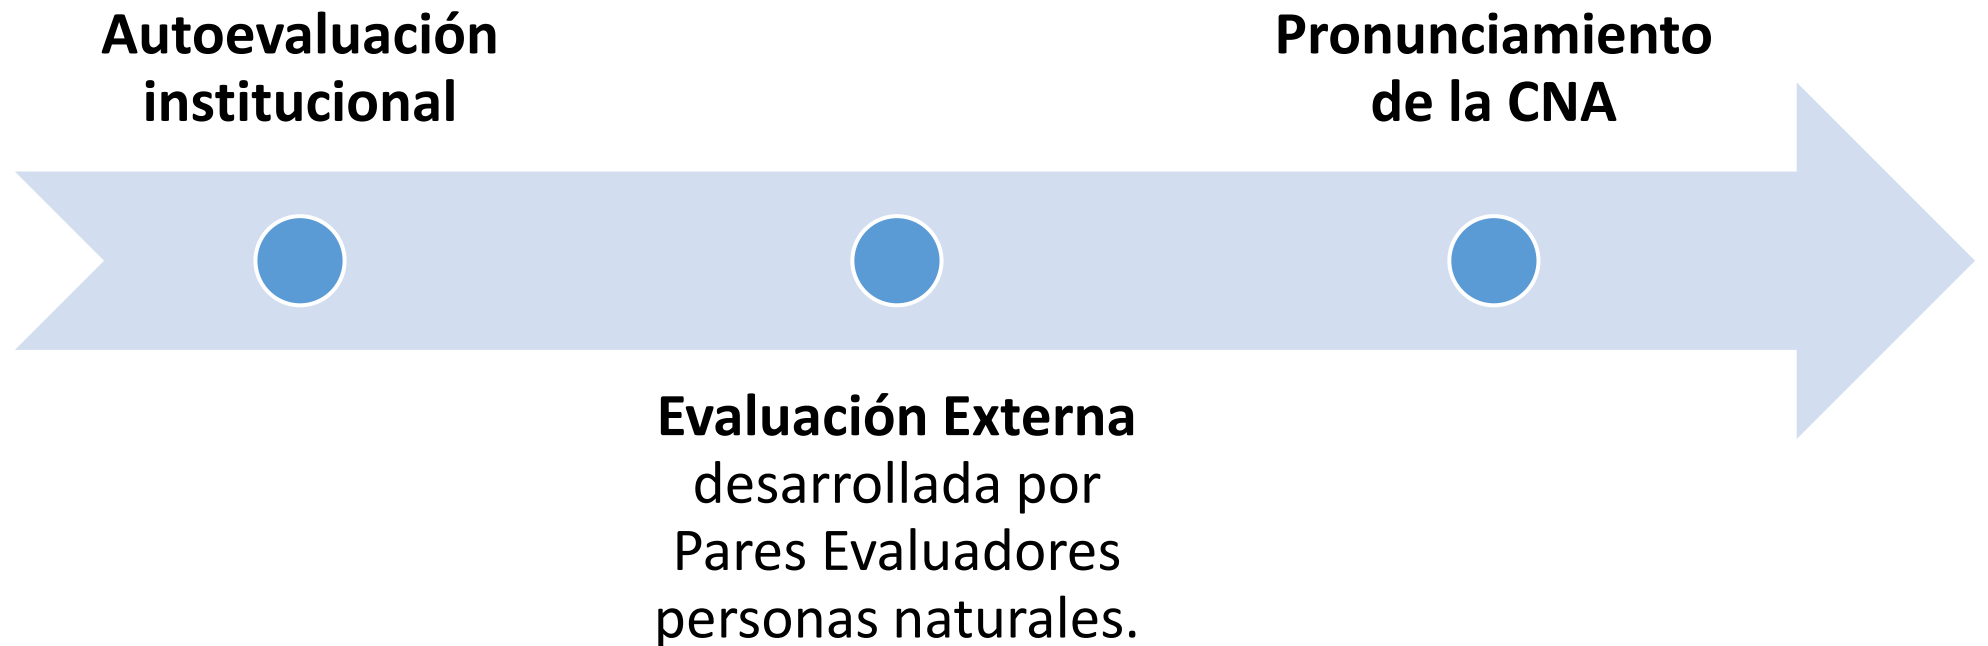 Autoevaluación
institucional
Evaluación Externa
desarrollada por
Pares Evaluadores
personas naturales.
Pronunciamiento
de la CNA